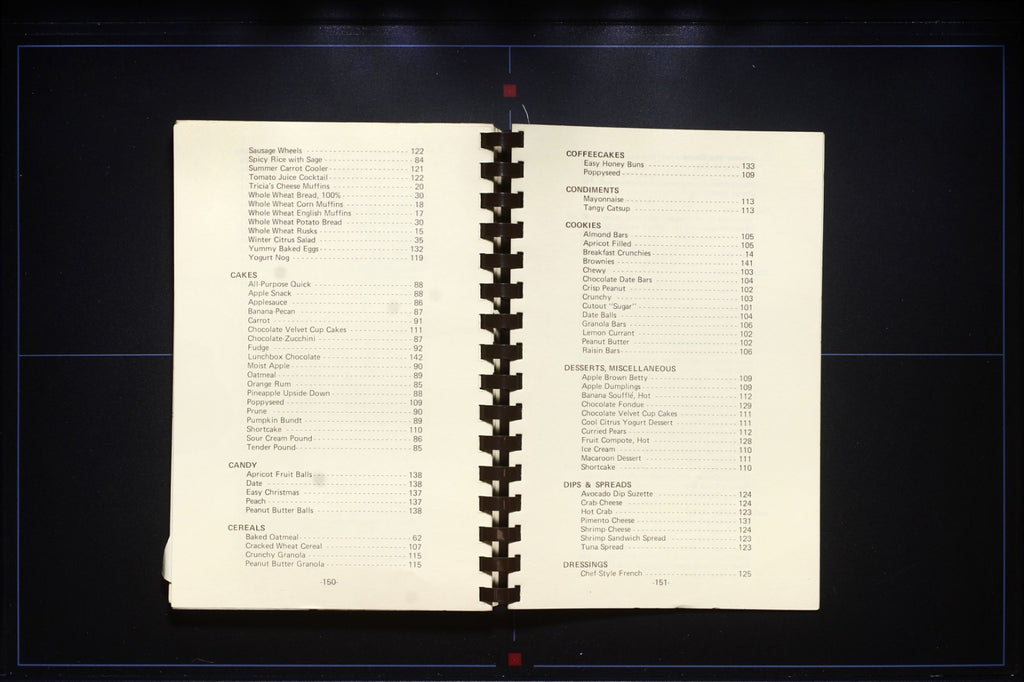 Sausage Wheels 122
Spicy Rice with Sage 84
Summer Carrot Cooler 121
Tomato Juice Cocktail 122
Tricia's Cheese Muffins 20
Whole Wheat Bread, 100% 30
Whole Wheat Corn Muffins 18
Whole Wheat English Muffins 17
Whole Wheat Potato Bread 30
Whole Wheat Rusks 15
Winter Citrus Salad 35
Yummy Baked Eggs 132
Yogurt Nog 119
CAKES
All-Purpose Quick 88
Apple Snack 88
Applesauce 86
Banana-Pecan 87
Carrot 91
Chocolate Velvet Cup Cakes 111
Chocolate-Zucchini 87
Fudge 92
Lunchbox Chocolate 142
Moist Apple 90
Oatmeal 89
Orange Rum 85
Pineapple Upside-Down 88
Poppyseed 109
Prune 90
Pumpkin Bundt 89
Shortcake 110
Sour Cream Pound 86
Tender Pound 85
CANDY
Apricot Fruit Balls 138
Date 138
Easy Christmas 137
Peach 137
Peanut Butter Balls 138
CEREALS
Baked Oatmeal 62
Cracked Wheat Cereal 107
Crunchy Granola 115
Peanut Butter Granola 115
-150-
COFFEECAKES
Easy Honey Buns 133
Poppyseed 109
CONDIMENTS
Mayonnaise 113
Tangy Catsup 113
COOKIES
Almond Bars 105
Apricot Filled 105
Breakfast Crunchies 14
Brownies 141
Chewy 103
Chocolate Date Bars 104
Crisp Peanut 102
Crunchy 103
Cutout "Sugar" 101
Date Balls 104
Granola Bars 106
Lemon Currant 102
Peanut Butter 102
Raisin Bars 106
DESSERTS, MISCELLANEOUS
Apple Brown Betty 109
Apple Dumplings 109
Banana Soufflé, Hot 112
Chocolate Fondue 129
Chocolate Velvet Cup Cakes 111
Cool Citrus Yogurt Dessert 111
Curried Pears 112
Fruit Compote, Hot 128
Ice Cream 110
Macaroon Dessert 111
Shortcake 110
DIPS & SPREADS
Avocado Dip Suzette 124
Crab-Cheese 124
Hot Crab 123
Pimento Cheese 131
Shrimp-Cheese 124
Shrimp Sandwich Spread 123
Tuna Spread 123
DRESSINGS
Chef-Style French 125
-151-